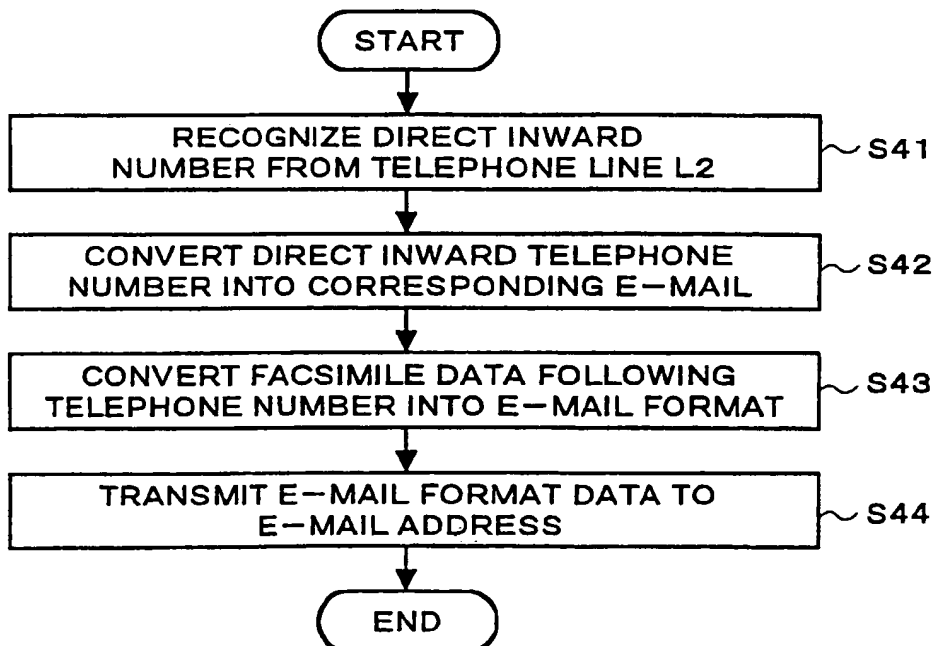 START
RECOGNIZE DIRECT INWARD
NUMBER FROM TELEPHONE LINE L2
S41
CONVERT DIRECT INWARD TELEPHONE
NUMBER INTO CORRESPONDING E-MAIL
S42
CONVERT FACSIMILE DATA FOLLOWING
TELEPHONE NUMBER INTO E-MAIL FORMAT
S43
TRANSMIT E-MAIL FORMAT DATA TO
E-MAIL ADDRESS
S44
END